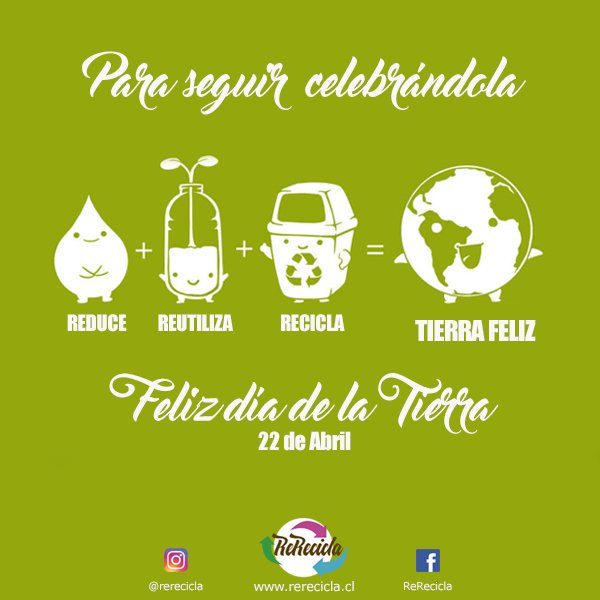 Para seguir celebrándola
+ + =
REDUCE REUTILIZA RECICLA TIERRA FELIZ
Feliz día de la Tierra
22 de Abril
ReRecicla
@rerecicla www.rerecicla.cl ReRecicla